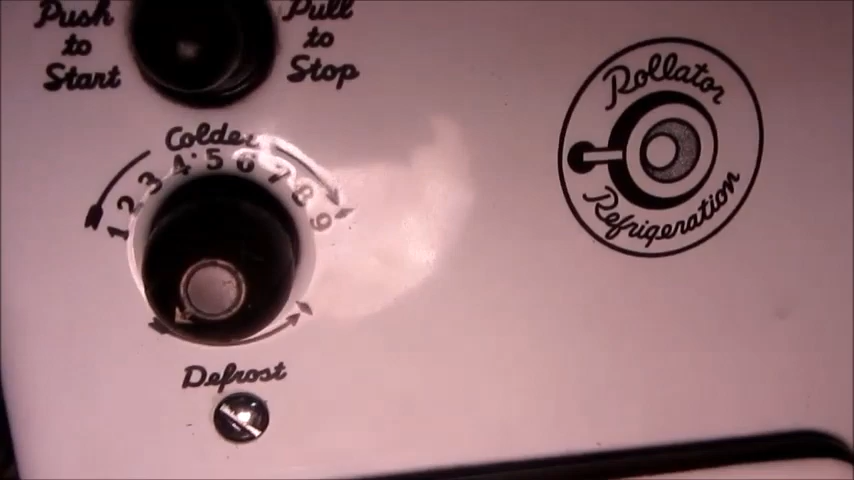 Push
to
Start
Pull
to
Stop
Colder
1 2 3 4 5 6 7 8 9
Defrost
Rollator
Refrigeration